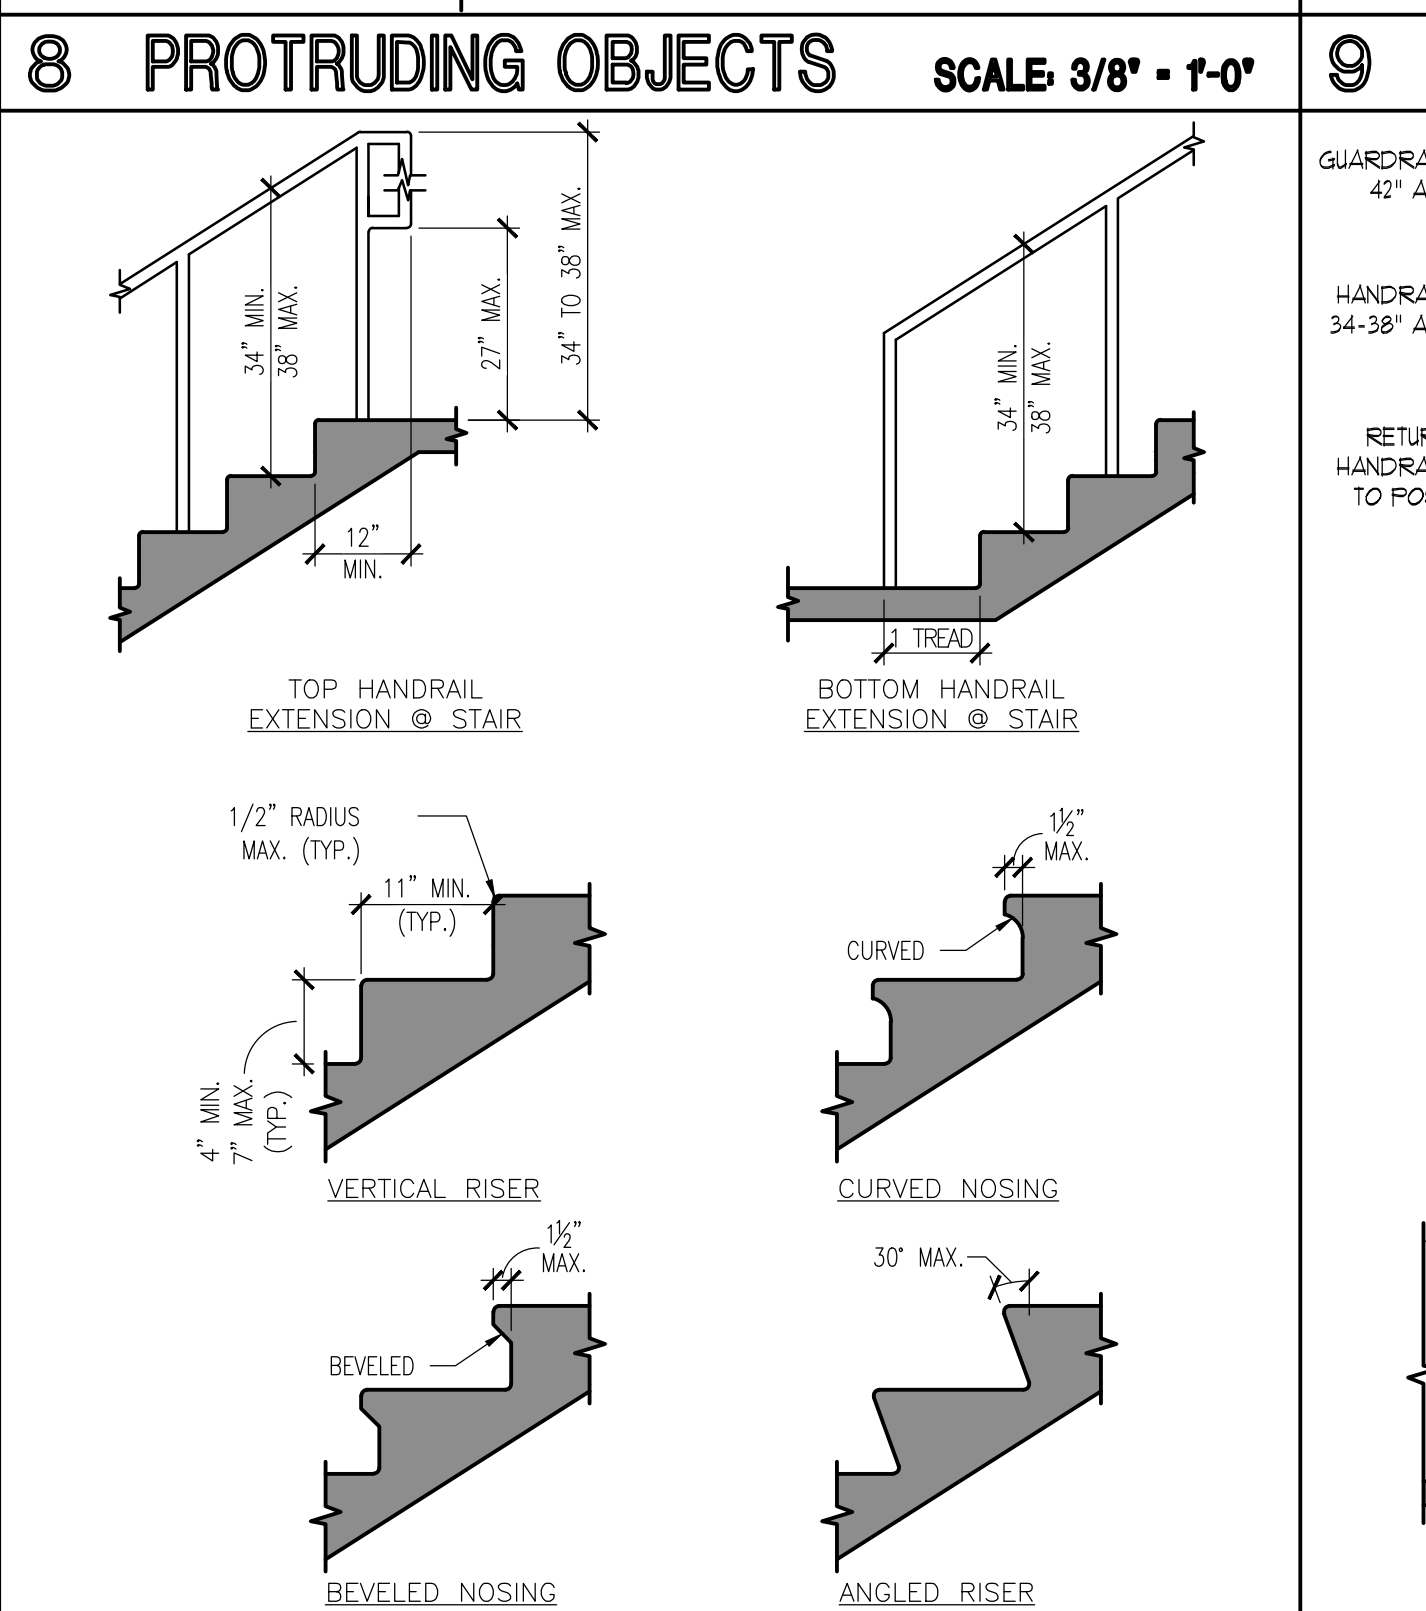 8 PROTRUDING OBJECTS SCALE: 3/8" = 1'-0" 9
34" MIN.
38" MAX.
27" MAX.
34" TO 38" MAX.
12"
MIN.
TOP HANDRAIL
EXTENSION @ STAIR
34" MIN.
38" MAX.
1 TREAD
BOTTOM HANDRAIL
EXTENSION @ STAIR
42" A
34-38" A
1/2" RADIUS
MAX. (TYP.)
11" MIN.
(TYP.)
4" MIN.
7" MAX.
(TYP.)
VERTICAL RISER
1½"
MAX.
CURVED
CURVED NOSING
1½"
MAX.
BEVELED
BEVELED NOSING
30° MAX.
ANGLED RISER
GUARDRA
HANDRA
RETUR
HANDRA
TO POS